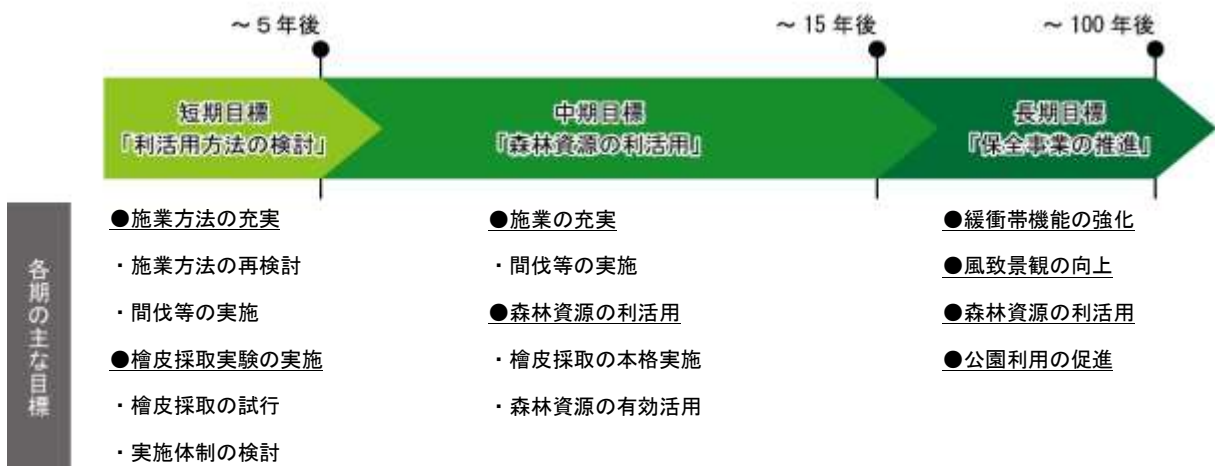 ～５年後
～15年後
～100年後
短期目標
「利活用方法の検討」
中期目標
「森林資源の利活用」
長期目標
「保全事業の推進」
各期の主な目標
●施業方法の充実
・施業方法の再検討
・間伐等の実施
●檜皮採取実験の実施
・檜皮採取の試行
・実施体制の検討
●施業の充実
・間伐等の実施
●森林資源の利活用
・檜皮採取の本格実施
・森林資源の有効活用
●緩衝帯機能の強化
●風致景観の向上
●森林資源の利活用
●公園利用の促進